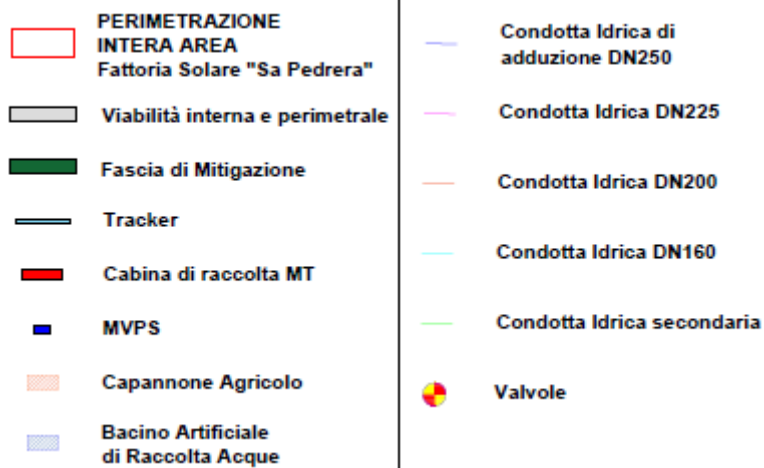 PERIMETRAZIONE
INTERA AREA
Fattoria Solare "Sa Pedrera"
Viabilità interna e perimetrale
Fascia di Mitigazione
Tracker
Cabina di raccolta MT
MVPS
Capannone Agricolo
Bacino Artificiale
di Raccolta Acque
Condotta Idrica di
adduzione DN250
Condotta Idrica DN225
Condotta Idrica DN200
Condotta Idrica DN160
Condotta Idrica secondaria
Valvole